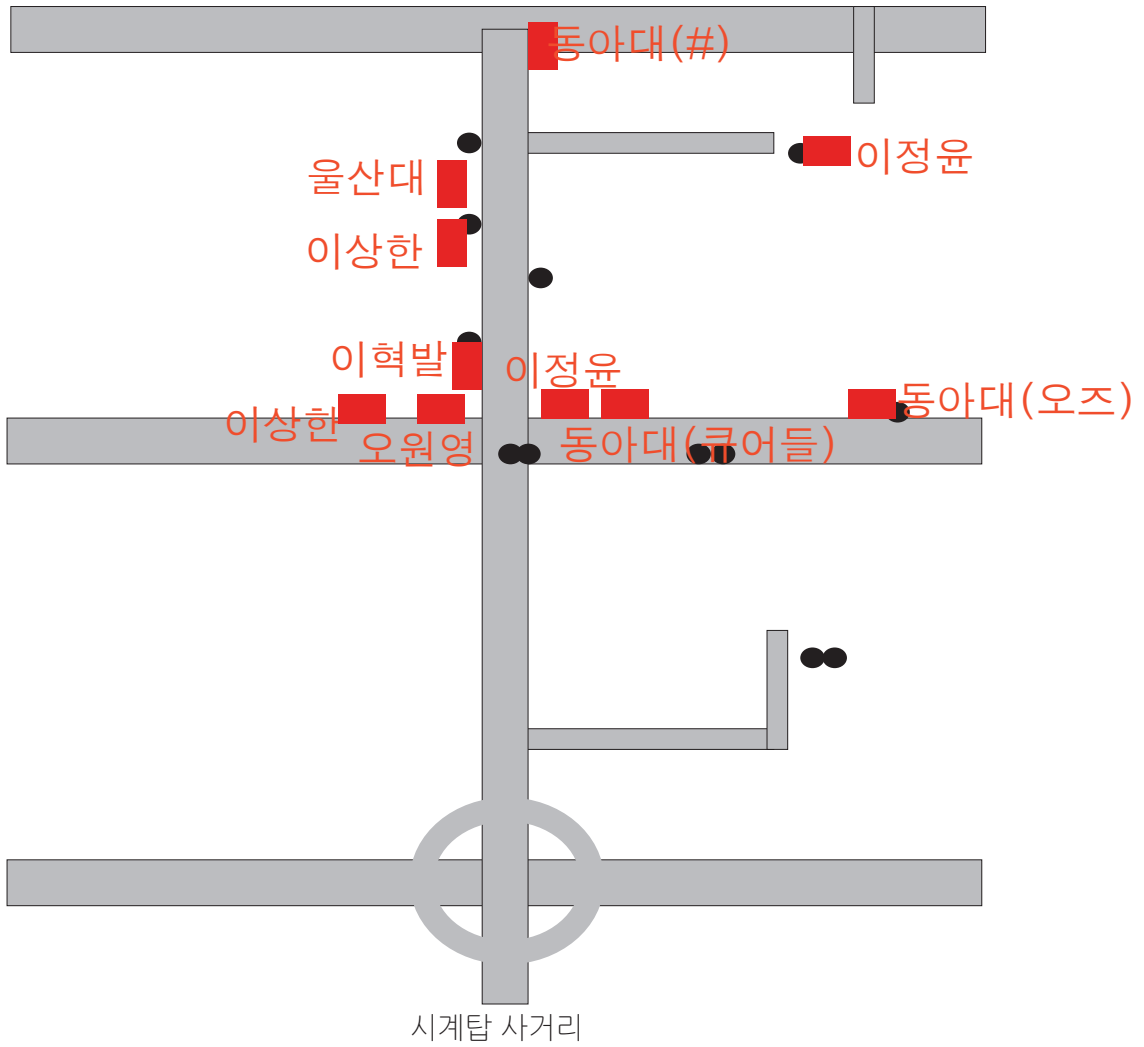 동아대(#)
이정윤
울산대
이상한
이혁발
이정윤
동아대(오즈)
이상한
오원영
동아대(큐어들)
시계탑 사거리